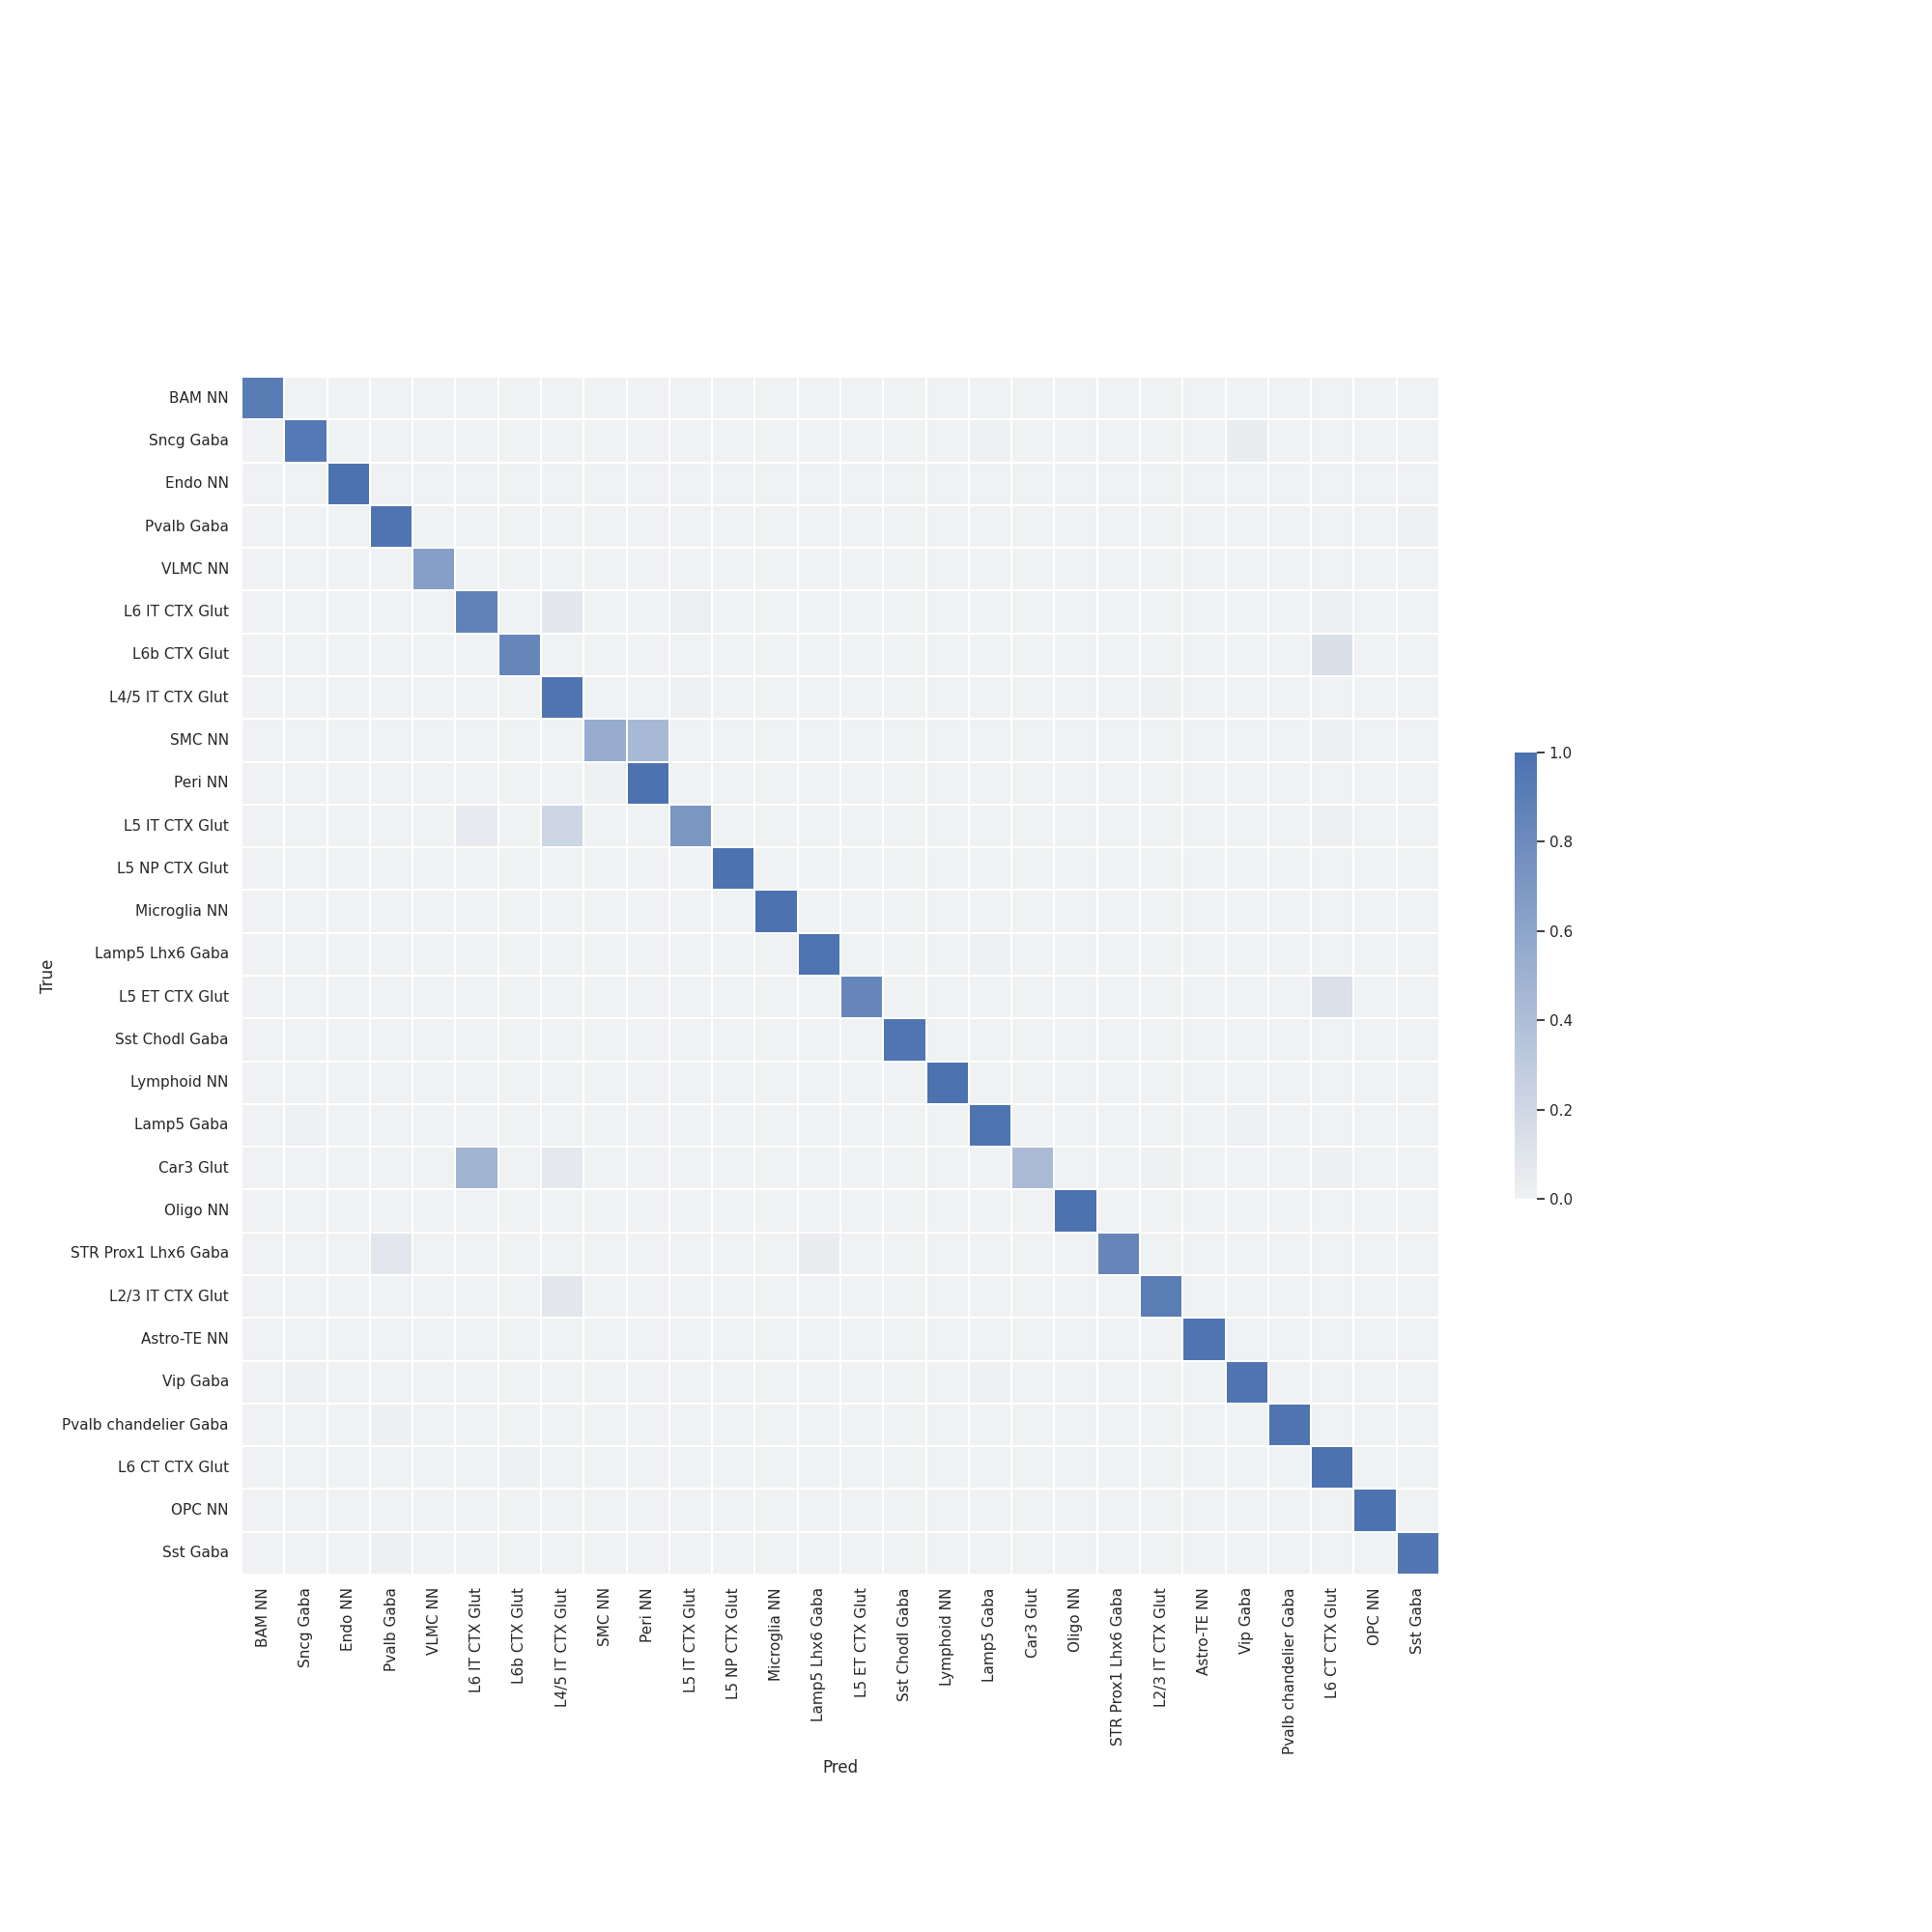 BAM NN
Sncg Gaba
Endo NN
Pvalb Gaba
VLMC NN
L6 IT CTX Glut
L6b CTX Glut
L4/5 IT CTX Glut
SMC NN
Peri NN
L5 IT CTX Glut
L5 NP CTX Glut
Microglia NN
Lamp5 Lhx6 Gaba
L5 ET CTX Glut
Sst Chodl Gaba
Lymphoid NN
Lamp5 Gaba
Car3 Glut
Oligo NN
STR Prox1 Lhx6 Gaba
L2/3 IT CTX Glut
Astro-TE NN
Vip Gaba
Pvalb chandelier Gaba
L6 CT CTX Glut
OPC NN
Sst Gaba
True
BAM NN
Sncg Gaba
Endo NN
Pvalb Gaba
VLMC NN
L6 IT CTX Glut
L6b CTX Glut
L4/5 IT CTX Glut
SMC NN
Peri NN
L5 IT CTX Glut
L5 NP CTX Glut
Microglia NN
Lamp5 Lhx6 Gaba
L5 ET CTX Glut
Sst Chodl Gaba
Lymphoid NN
Lamp5 Gaba
Car3 Glut
Oligo NN
STR Prox1 Lhx6 Gaba
L2/3 IT CTX Glut
Astro-TE NN
Vip Gaba
Pvalb chandelier Gaba
L6 CT CTX Glut
OPC NN
Sst Gaba
Pred
1.0
0.8
0.6
0.4
0.2
0.0